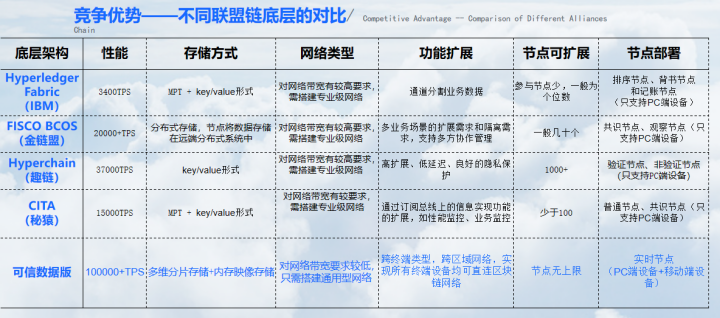 竞争优势——不同联盟链底层的对比/ Competitive Advantage -- Comparison of Different Alliances
Chain
底层架构 性能 存储方式 网络类型 功能扩展 节点可扩展 节点部署
Hyperledger
Fabric
（IBM）
3400TPS
MPT + key/value形式
对网络带宽有较高要求，
需搭建专业级网络
通道分割业务数据
参与节点少，一般为
个位数
排序节点、背书节点
和记账节点
（只支持PC端设备）
FISCO BCOS
（金链盟）
20000+TPS
分布式存储，节点将数据存储
在远端分布式系统中
对网络带宽有较高要求，
需搭建专业级网络
多业务场景的扩展需求和隔离需
求，支持多方协作管理
一般几十个
共识节点、观察节点（只
支持PC端设备）
Hyperchain
（趣链）
37000TPS
key/value形式
对网络带宽有较高要求，
需搭建专业级网络
高扩展、低延迟、良好的隐私保
护
1000+
验证节点、非验证节点
(只支持PC端设备)
CITA
（秘猿）
15000TPS
MPT + key/value形式
对网络带宽有较高要求，
需搭建专业级网络
通过订阅总线上的信息实现功能
的扩展，如性能监控、业务监控
少于100
普通节点、共识节点（只
支持PC端设备）
可信数据版
100000+TPS
多维分片存储+内存映像存储
对网络带宽要求较低，
只需搭建通用型网络
跨终端类型，跨区域网络，实
现所有终端设备均可直连区块
链网络
节点无上限
实时节点
（PC端设备+移动端设
备）